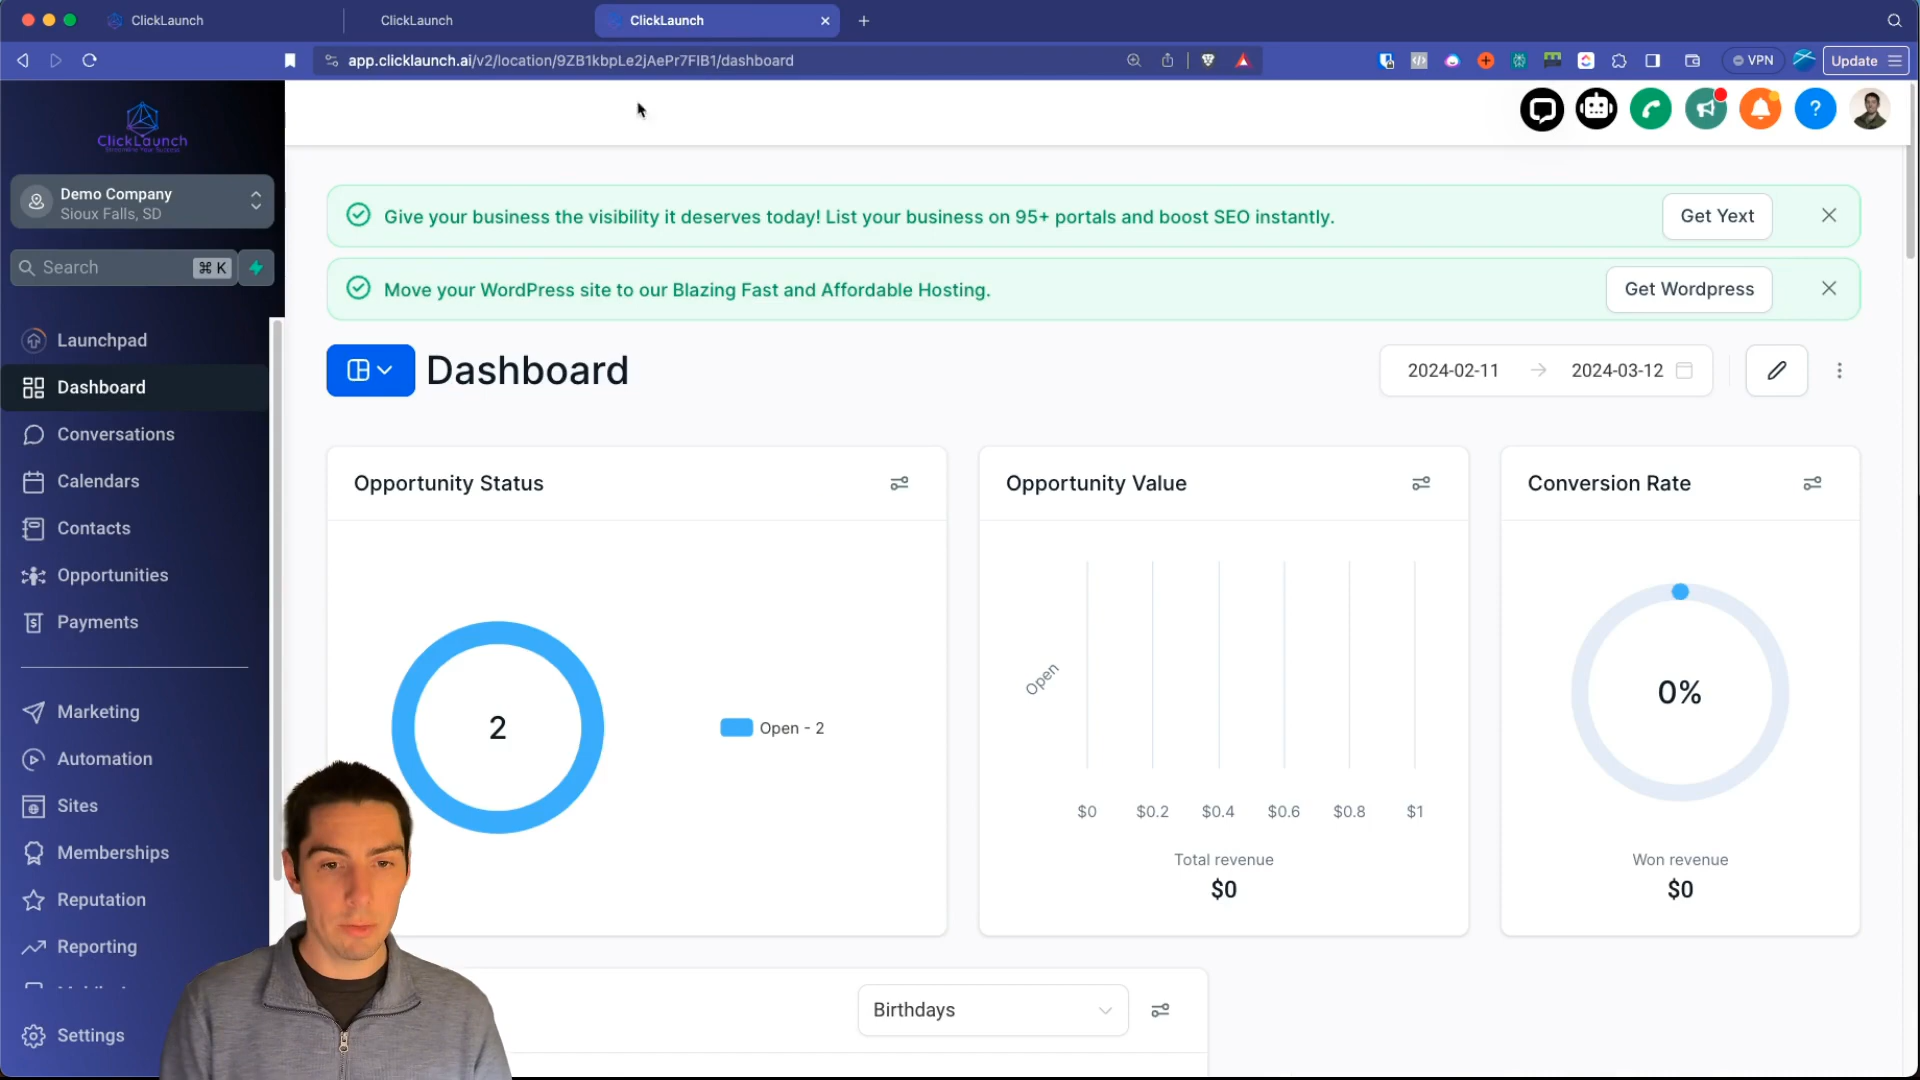 ClickLaunch
ClickLaunch
ClickLaunch
app.clicklaunch.ai/v2/location/9ZB1kbpLe2jAePr7FIB1/dashboard
VPN
Update
ClickLaunch
Streamline Your Success
Demo Company
Sioux Falls, SD
Search
⌘ K
Launchpad
Dashboard
Conversations
Calendars
Contacts
Opportunities
Payments
Marketing
Automation
Sites
Memberships
Reputation
Reporting
Settings
Give your business the visibility it deserves today! List your business on 95+ portals and boost SEO instantly.
Get Yext
Move your WordPress site to our Blazing Fast and Affordable Hosting.
Get Wordpress
Dashboard
2024-02-11
2024-03-12
Opportunity Status
2
Open - 2
Opportunity Value
Open
$0 $0.2 $0.4 $0.6 $0.8 $1
Total revenue
$0
Conversion Rate
0%
Won revenue
$0
Birthdays